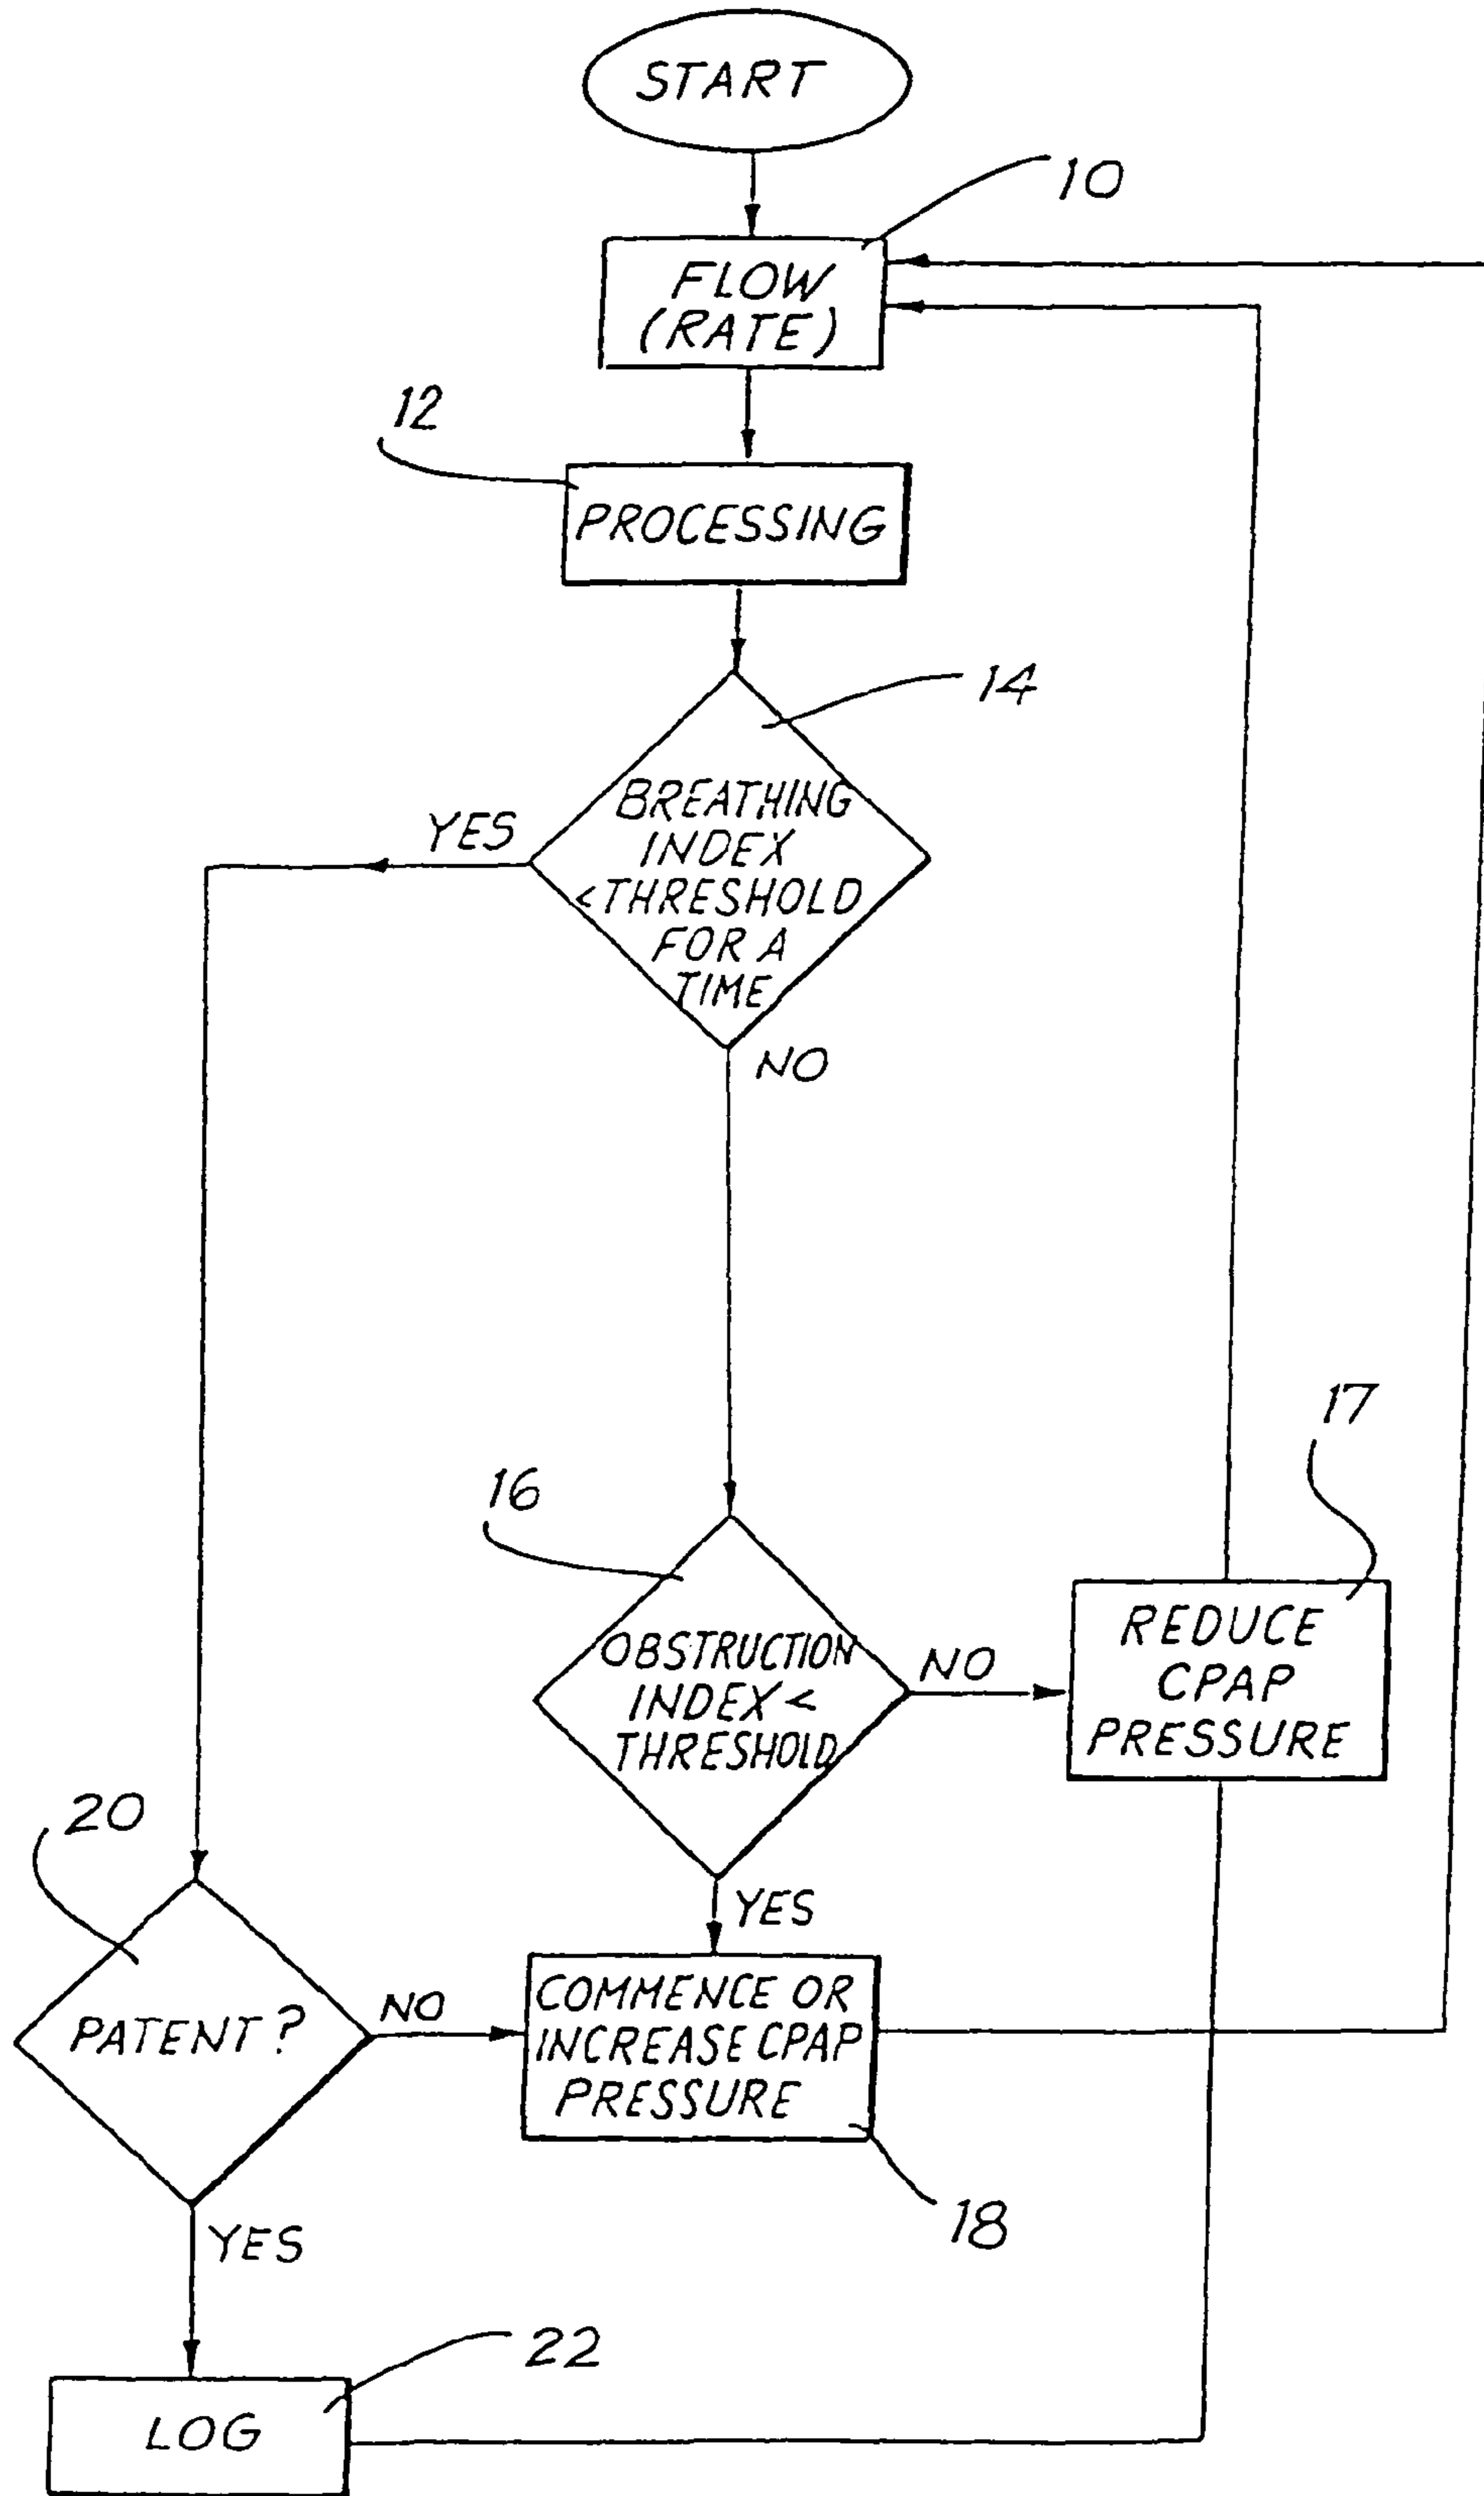 START
10
FLOW
(RATE)
12
PROCESSING
14
BREATHING
INDEX
<THRESHOLD
FOR A
TIME
YES
NO
16
17
OBSTRUCTION
INDEX <
THRESHOLD
NO
REDUCE
CPAP
PRESSURE
20
YES
PATENT?
NO
COMMENCE OR
INCREASE CPAP
PRESSURE
18
YES
22
LOG